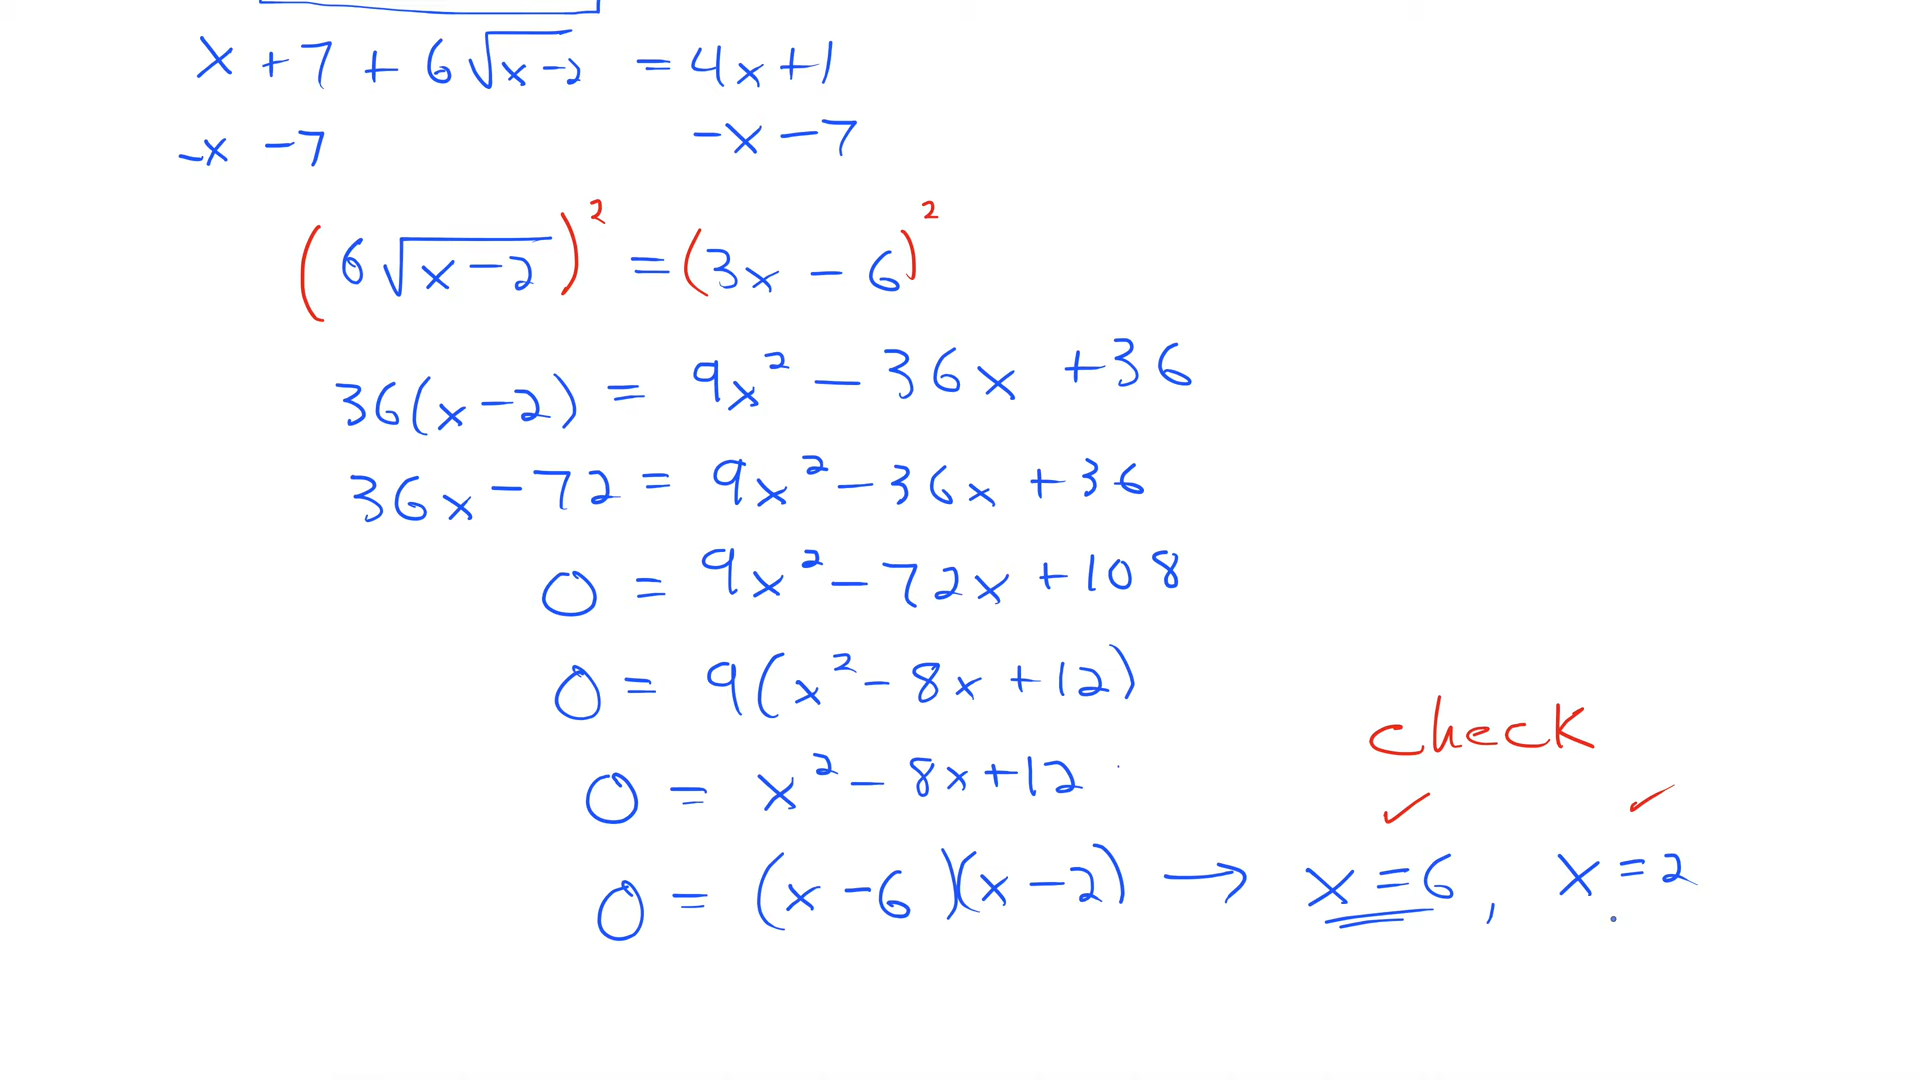 x + 7 + 6√(x-2) = 4x+1
-x -7 -x -7
(6√(x-2))² = (3x - 6)²
36(x-2) = 9x² - 36x + 36
36x - 72 = 9x² - 36x + 36
0 = 9x² - 72x + 108
0 = 9(x² - 8x + 12)
check
0 = x² - 8x + 12
✓ ✓
0 = (x - 6)(x - 2) → x = 6, x = 2